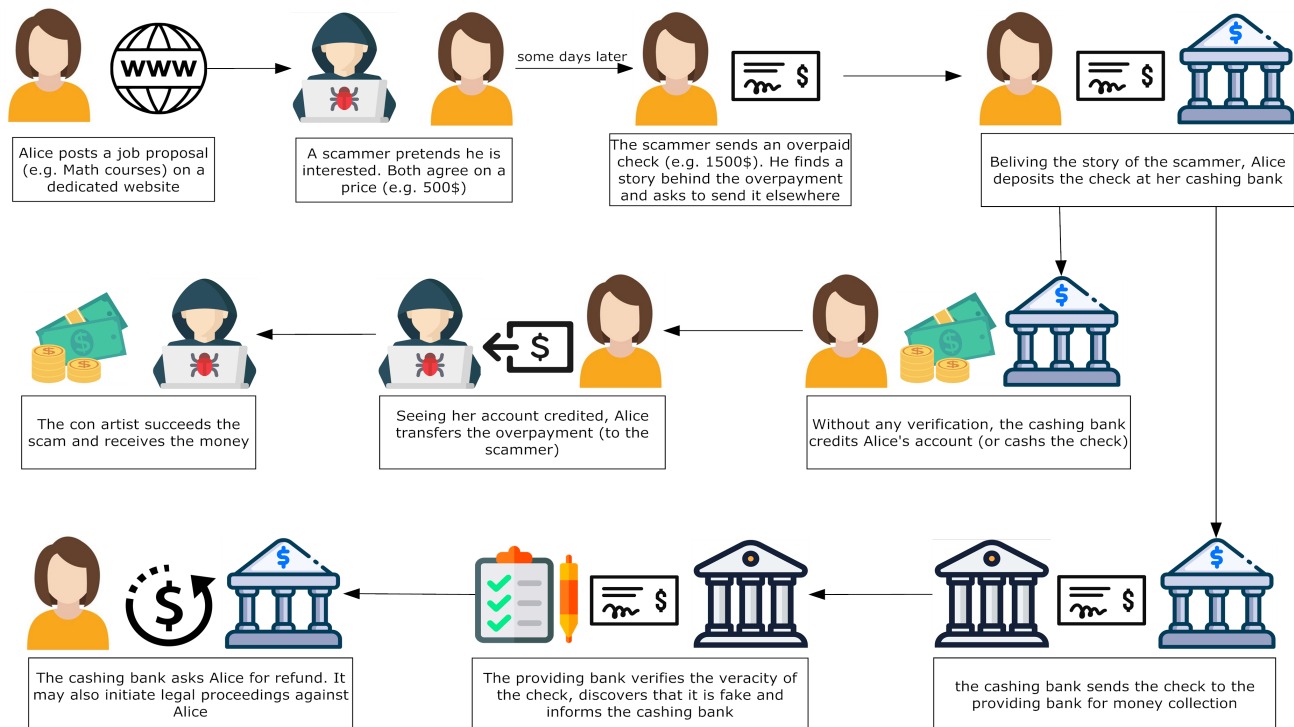 WWW
some days later
$
$
$
Alice posts a job proposal
(e.g. Math courses) on a
dedicated website
A scammer pretends he is
interested. Both agree on a
price (e.g. 500$)
The scammer sends an overpaid
check (e.g. 1500$). He finds a
story behind the overpayment
and asks to send it elsewhere
Beliving the story of the scammer, Alice
deposits the check at her cashing bank
$
$
$
$
$
$
The con artist succeeds the
scam and receives the money
Seeing her account credited, Alice
transfers the overpayment (to the
scammer)
Without any verification, the cashing bank
credits Alice's account (or cashs the check)
$
$
$
$
$
The cashing bank asks Alice for refund. It
may also initiate legal proceedings against
Alice
The providing bank verifies the veracity of
the check, discovers that it is fake and
informs the cashing bank
the cashing bank sends the check to the
providing bank for money collection